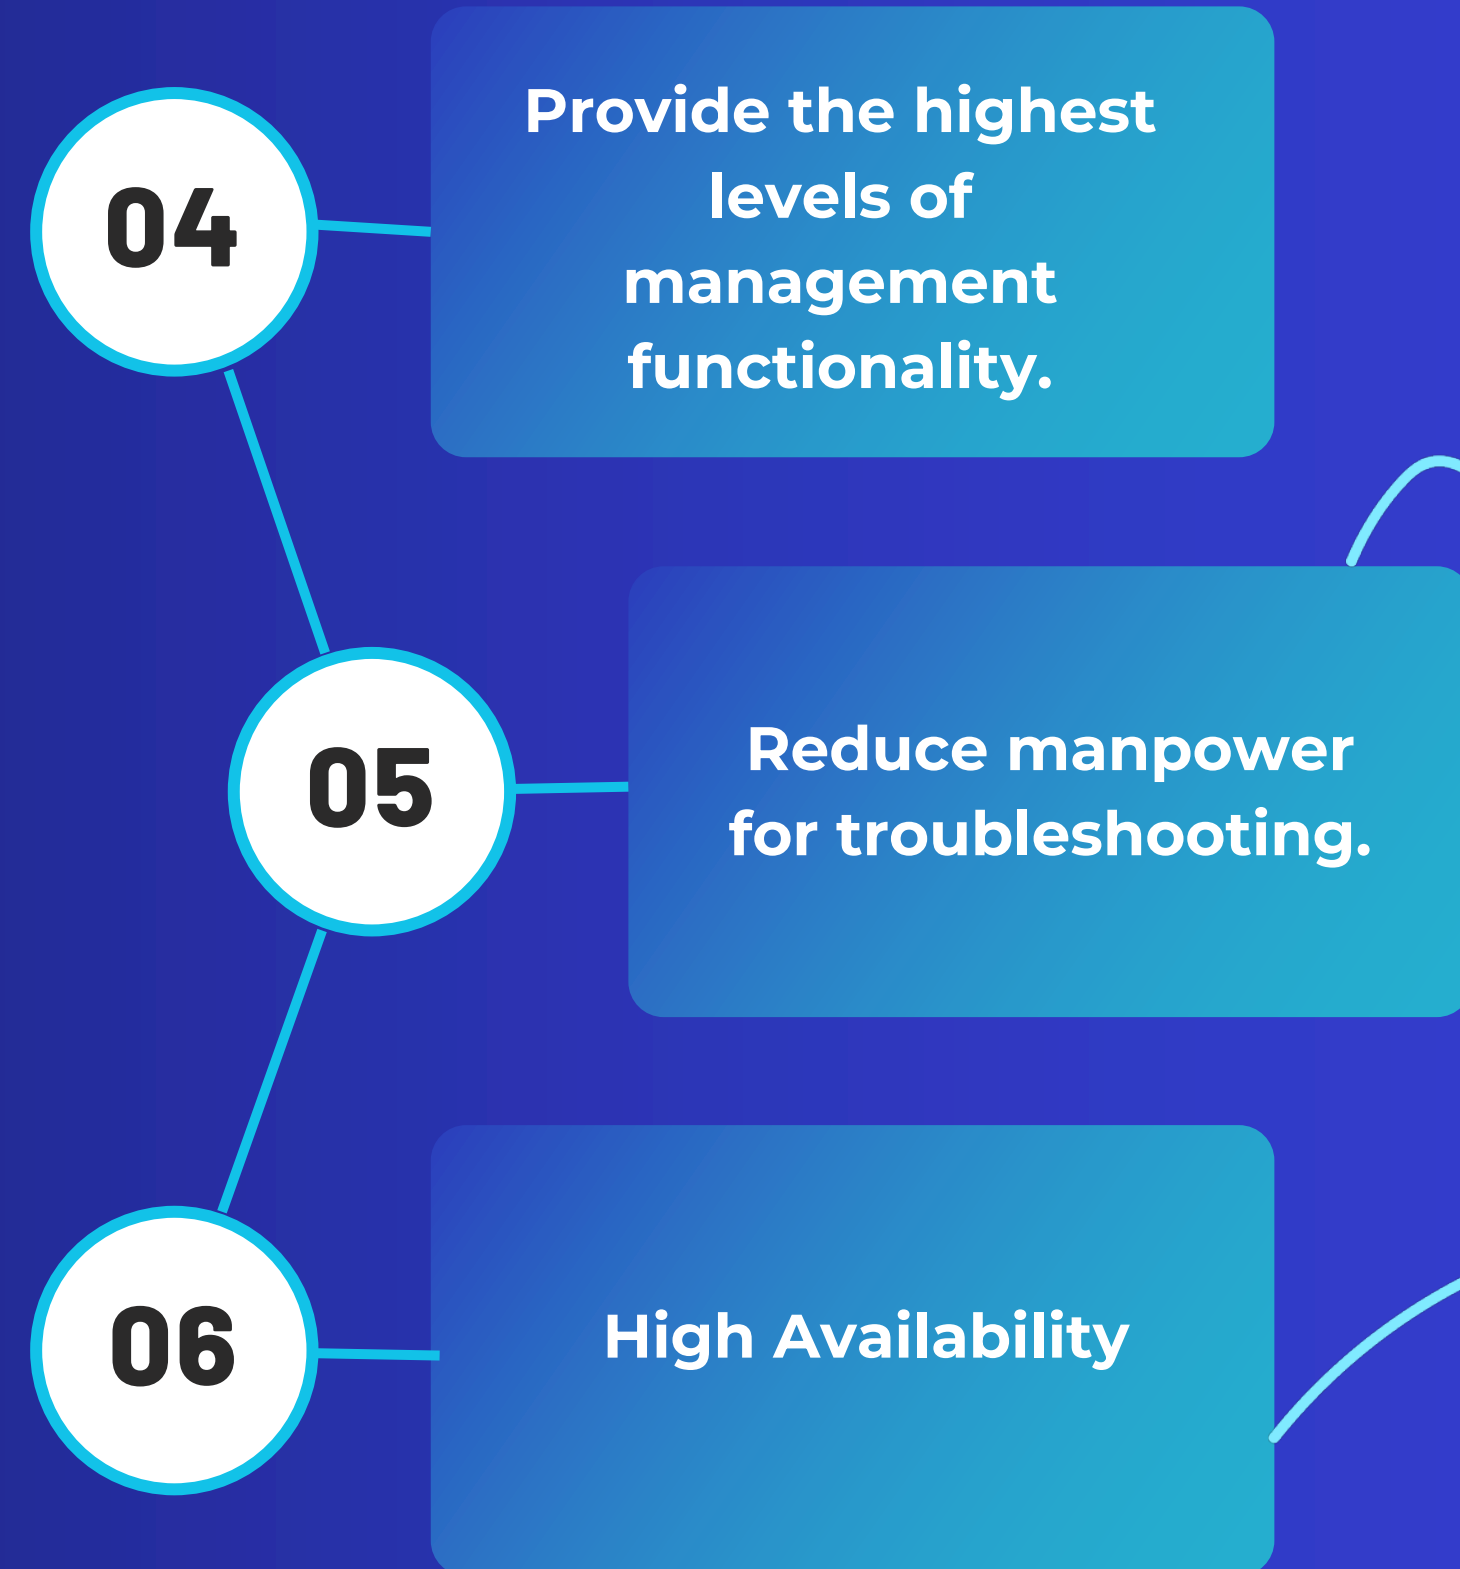 04
Provide the highest
levels of
management
functionality.
05
Reduce manpower
for troubleshooting.
06
High Availability